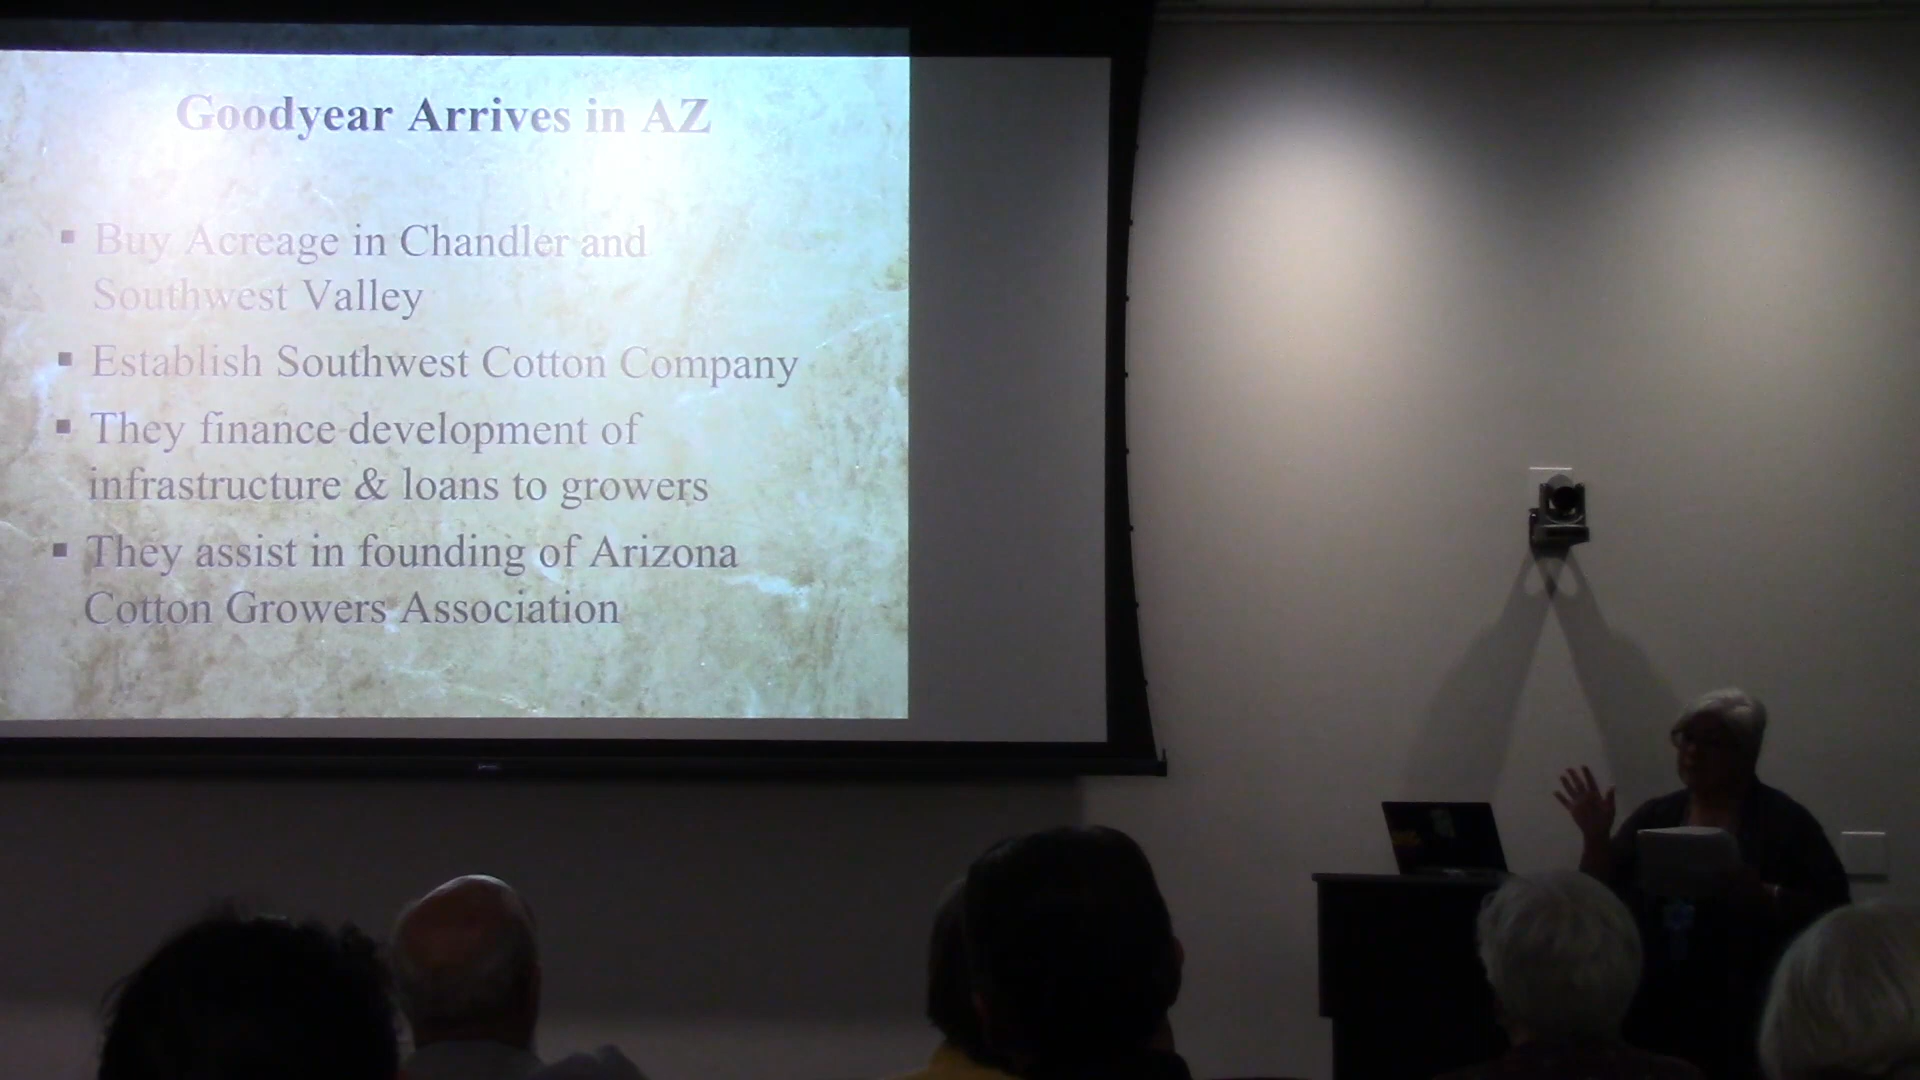 Goodyear Arrives in AZ
▪ Buy Acreage in Chandler and
Southwest Valley
▪ Establish Southwest Cotton Company
▪ They finance development of
infrastructure & loans to growers
▪ They assist in founding of Arizona
Cotton Growers Association